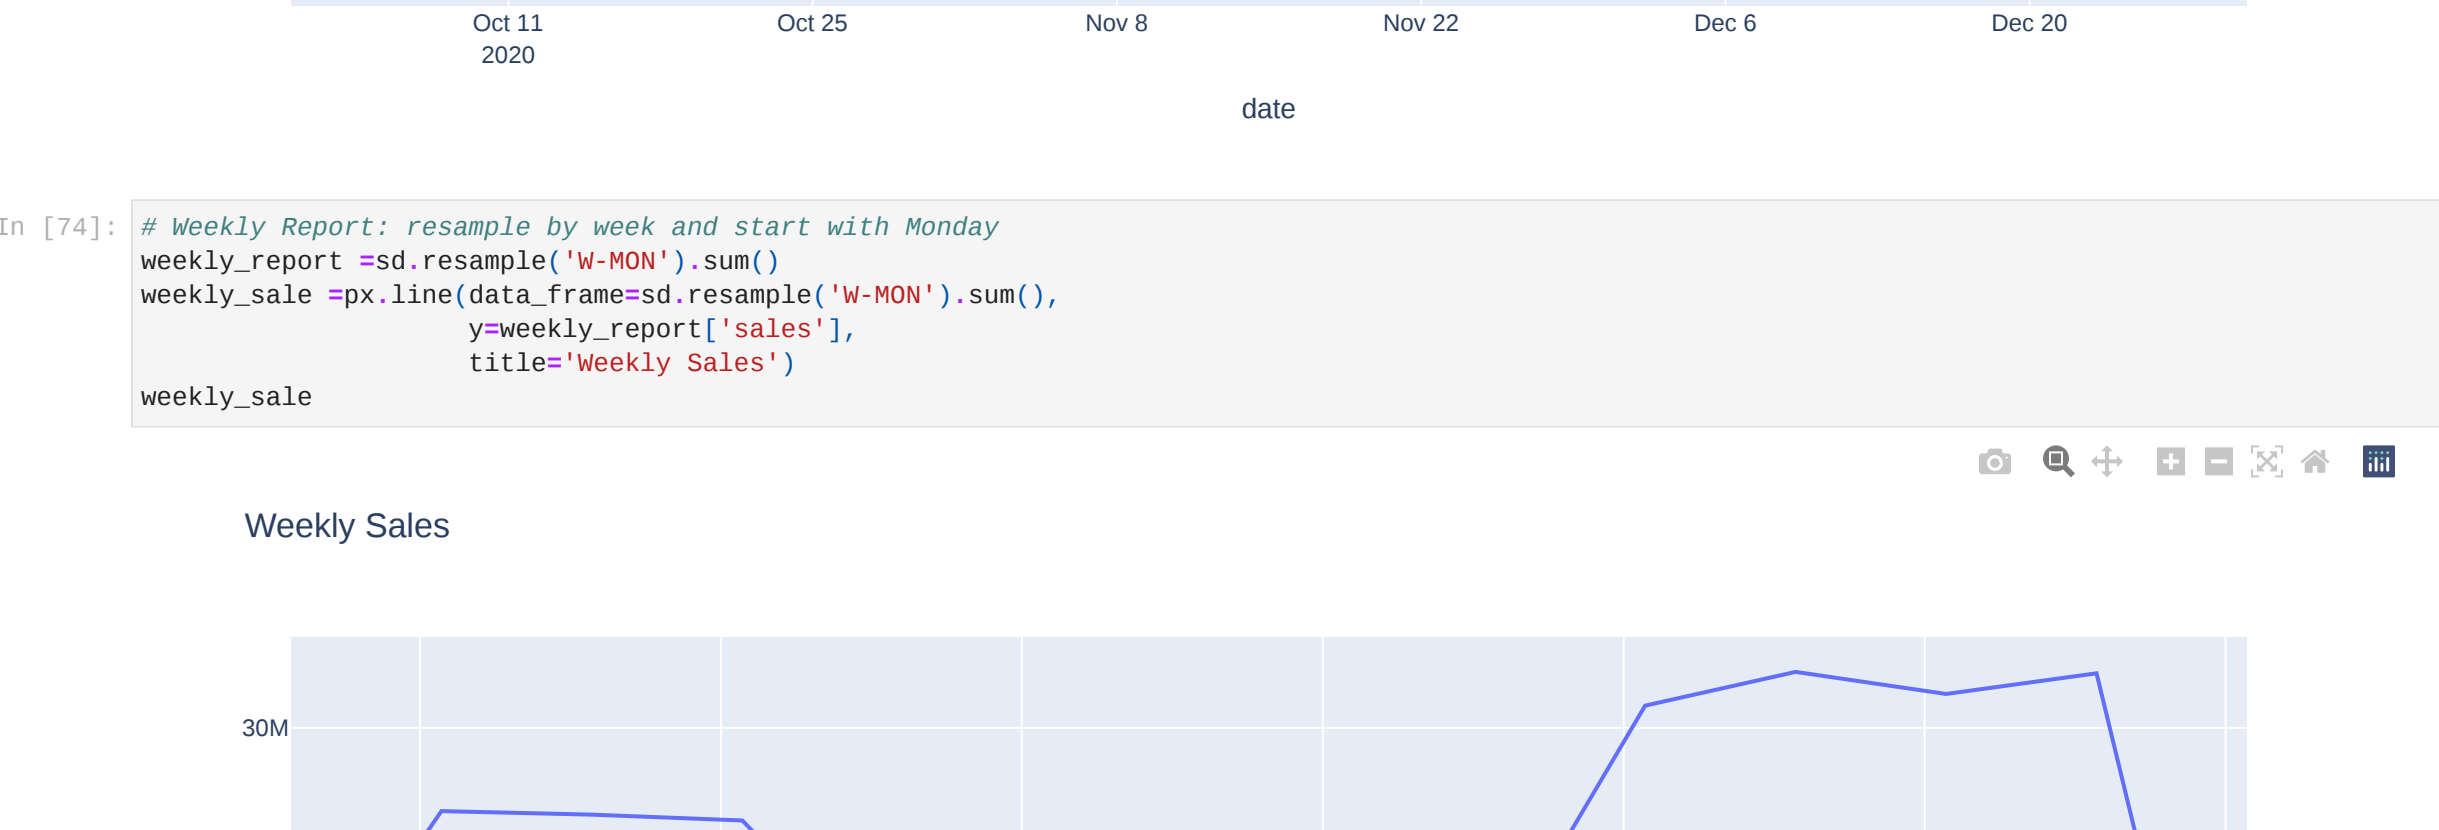 Oct 11 Oct 25 Nov 8 Nov 22 Dec 6 Dec 20
2020
date
In [74]: # Weekly Report: resample by week and start with Monday
weekly_report =sd.resample('W-MON').sum()
weekly_sale =px.line(data_frame=sd.resample('W-MON').sum(),
y=weekly_report['sales'],
title='Weekly Sales')
weekly_sale
Weekly Sales
30M